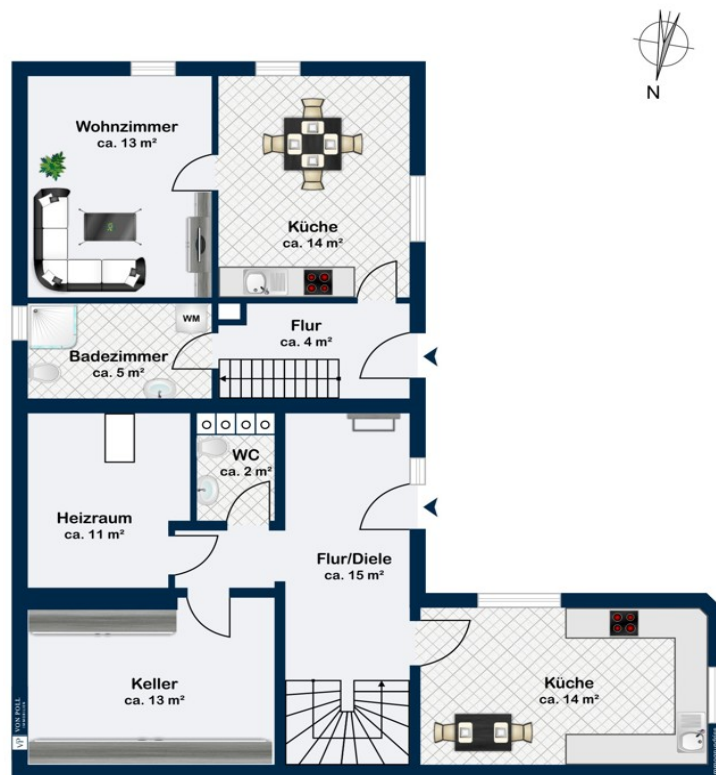 N
Wohnzimmer
ca. 13 m²
Küche
ca. 14 m²
WM
Flur
ca. 4 m²
Badezimmer
ca. 5 m²
WC
ca. 2 m²
Heizraum
ca. 11 m²
Flur/Diele
ca. 15 m²
Keller
ca. 13 m²
Küche
ca. 14 m²
VP VON POLL
IMMOBILIEN